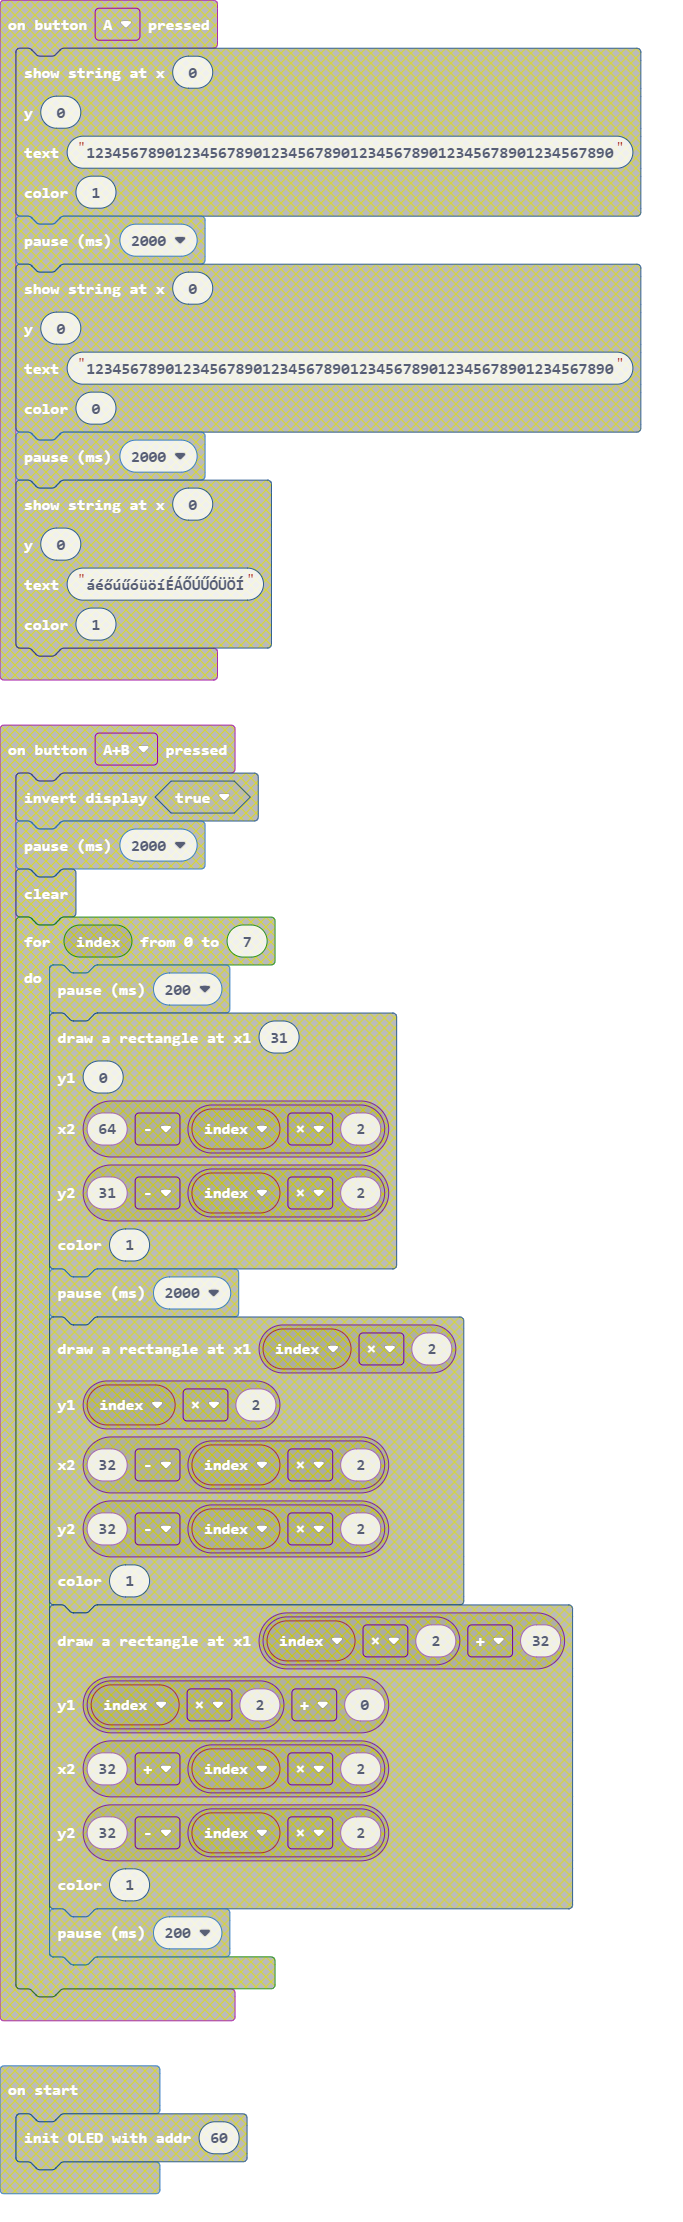 on button A pressed
show string at x 0
y 0
text "123456789012345678901234567890123456789012345678901234567890"
color 1
pause (ms) 2000
show string at x 0
y 0
text "123456789012345678901234567890123456789012345678901234567890"
color 0
pause (ms) 2000
show string at x 0
y 0
text "áéőúűóüöíÉÁŐÚŰÓÜÖÍ"
color 1
on button A+B pressed
invert display true
pause (ms) 2000
clear
for index from 0 to 7
do
pause (ms) 200
draw a rectangle at x1 31
y1 0
x2 64 - index × 2
y2 31 - index × 2
color 1
pause (ms) 2000
draw a rectangle at x1 index × 2
y1 index × 2
x2 32 - index × 2
y2 32 - index × 2
color 1
draw a rectangle at x1 index × 2 + 32
y1 index × 2 + 0
x2 32 + index × 2
y2 32 - index × 2
color 1
pause (ms) 200
on start
init OLED with addr 60